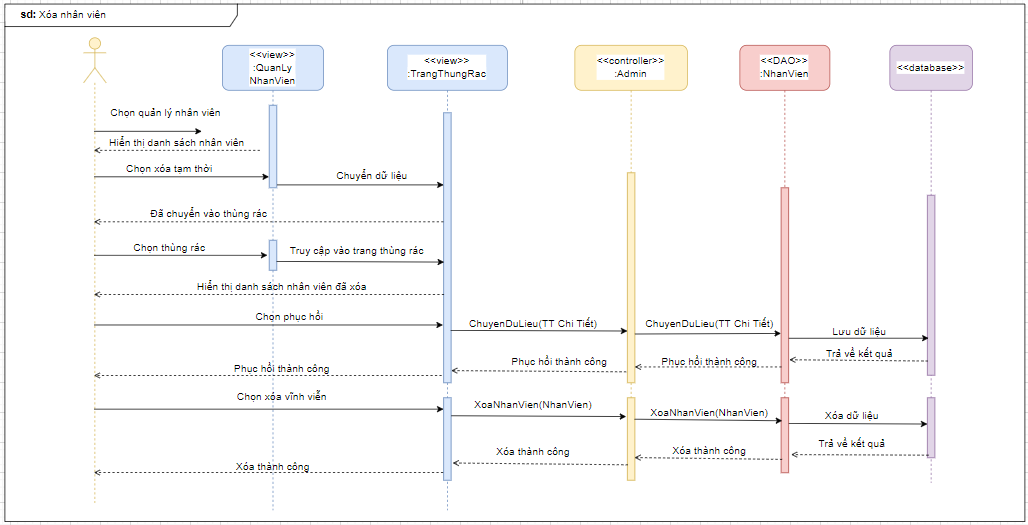 sd: Xóa nhân viên
<<view>>
:QuanLy
NhanVien
<<view>>
:TrangThungRac
<<controller>>
:Admin
<<DAO>>
:NhanVien
<<database>>
Chọn quản lý nhân viên
Hiển thị danh sách nhân viên
Chọn xóa tạm thời
Chuyển dữ liệu
Đã chuyển vào thùng rác
Chọn thùng rác
Truy cập vào trang thùng rác
Hiển thị danh sách nhân viên đã xóa
Chọn phục hồi
ChuyenDuLieu(TT Chi Tiết)
ChuyenDuLieu(TT Chi Tiết)
Lưu dữ liệu
Trả về kết quả
Phục hồi thành công
Phục hồi thành công
Phục hồi thành công
Chọn xóa vĩnh viễn
XoaNhanVien(NhanVien)
XoaNhanVien(NhanVien)
Xóa dữ liệu
Trả về kết quả
Xóa thành công
Xóa thành công
Xóa thành công